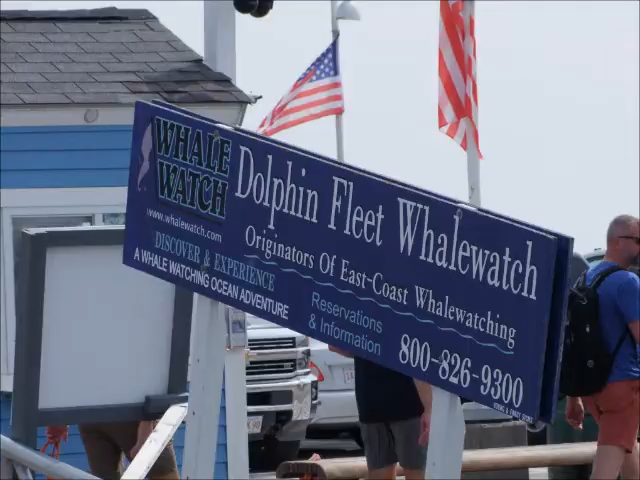 WHALE
WATCH
www.whalewatch.com
DISCOVER & EXPERIENCE
A WHALE WATCHING OCEAN ADVENTURE
Dolphin Fleet Whalewatch
Originators Of East-Coast Whalewatching
Reservations
& Information
800-826-9300